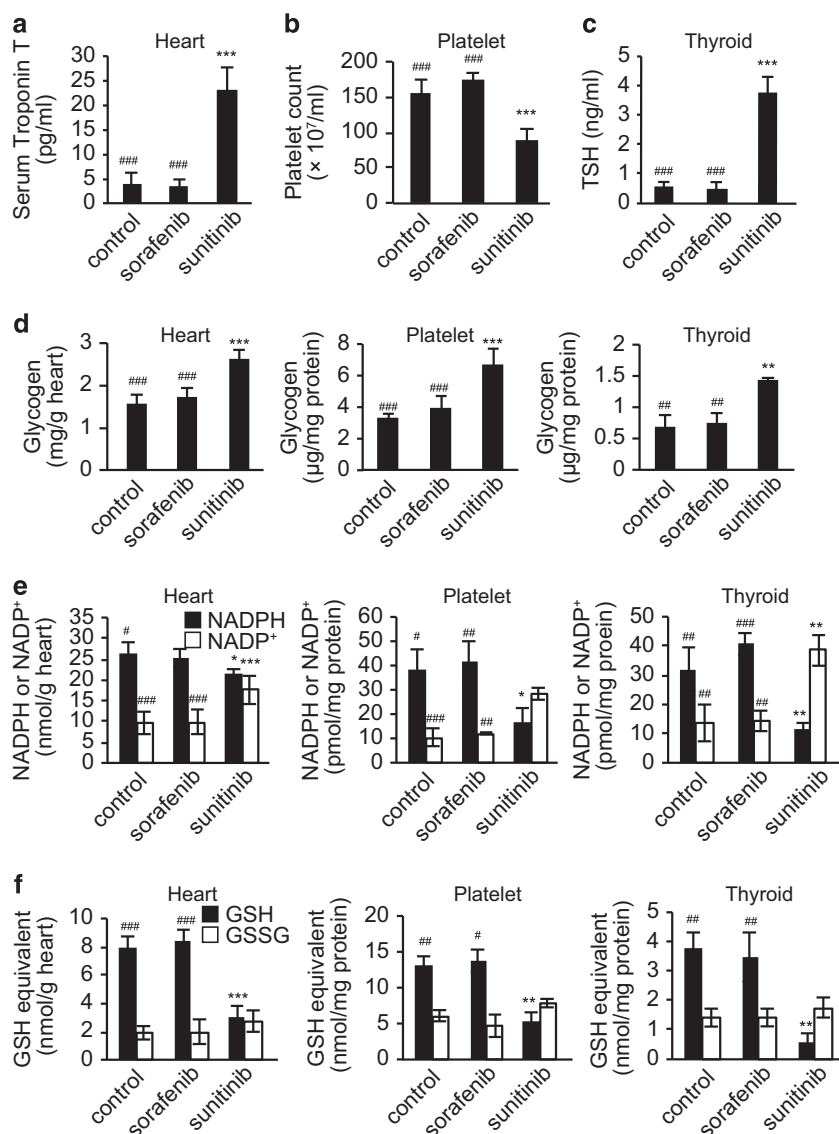 a
Heart
Serum Troponin T
(pg/ml)
30
25
20
15
10
5
0
###
###
***
control
sorafenib
sunitinib
b
Platelet
Platelet count
(× 10⁷/ml)
200
150
100
50
0
###
###
***
control
sorafenib
sunitinib
c
Thyroid
TSH (ng/ml)
5
4
3
2
1
0
###
###
***
control
sorafenib
sunitinib
d
Heart
Glycogen
(mg/g heart)
3
2
1
0
###
###
***
control
sorafenib
sunitinib
Platelet
Glycogen
(µg/mg protein)
8
6
4
2
0
###
###
***
control
sorafenib
sunitinib
Thyroid
Glycogen
(µg/mg protein)
2
1.5
1
0.5
0
##
##
**
control
sorafenib
sunitinib
e
Heart
NADPH or NADP⁺
(nmol/g heart)
35
30
25
20
15
10
5
0
NADPH
NADP⁺
#
###
###
*
***
control
sorafenib
sunitinib
Platelet
NADPH or NADP⁺
(pmol/mg protein)
60
50
40
30
20
10
0
#
###
##
##
*
control
sorafenib
sunitinib
Thyroid
NADPH or NADP⁺
(pmol/mg proein)
50
40
30
20
10
0
##
##
###
##
**
**
control
sorafenib
sunitinib
f
Heart
GSH equivalent
(nmol/g heart)
10
8
6
4
2
0
GSH
GSSG
###
###
***
control
sorafenib
sunitinib
Platelet
GSH equivalent
(nmol/mg protein)
20
15
10
5
0
##
#
**
control
sorafenib
sunitinib
Thyroid
GSH equivalent
(nmol/mg protein)
5
4
3
2
1
0
##
##
**
control
sorafenib
sunitinib